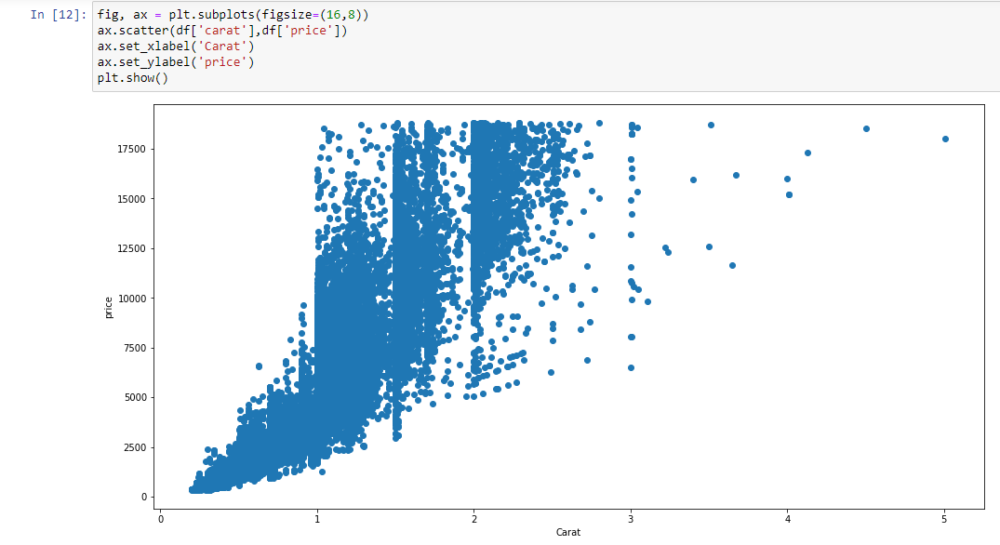 In [12]: fig, ax = plt.subplots(figsize=(16,8))
ax.scatter(df['carat'],df['price'])
ax.set_xlabel('Carat')
ax.set_ylabel('price')
plt.show()
17500
15000
12500
10000
7500
5000
2500
0
price
0 1 2 3 4 5
Carat